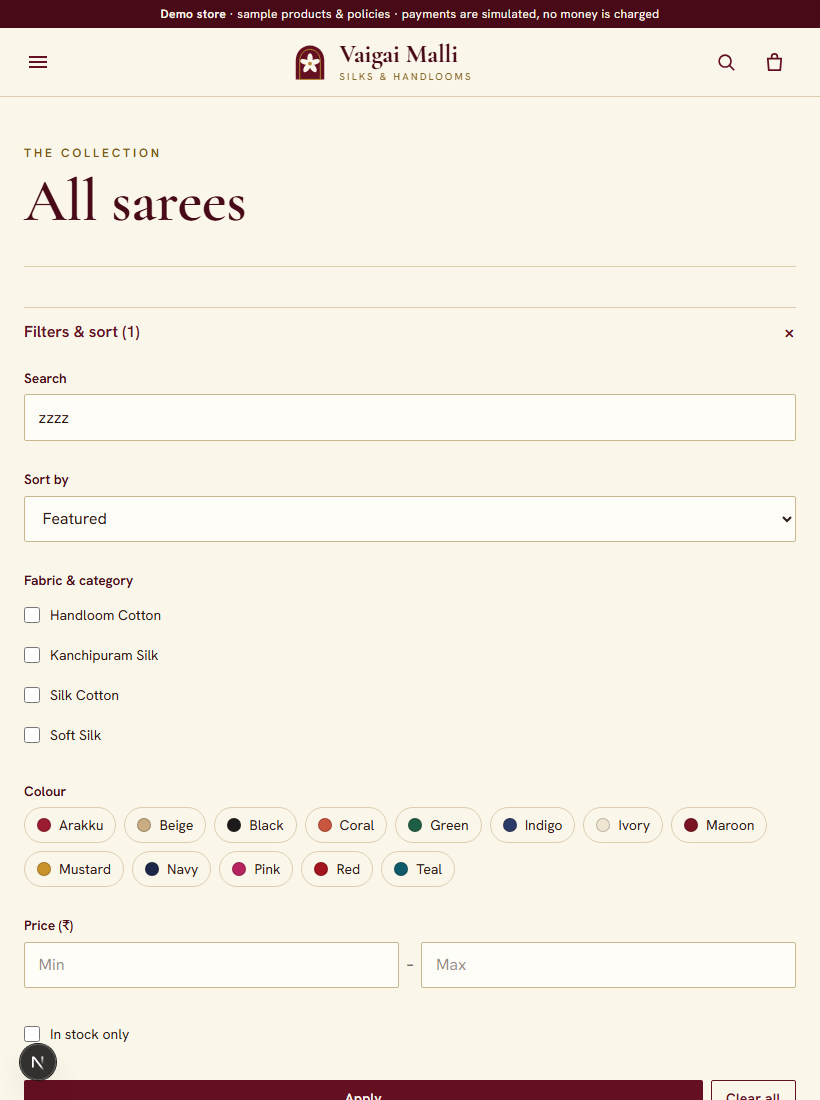 Demo store · sample products & policies · payments are simulated, no money is charged
Vaigai Malli
SILKS & HANDLOOMS
THE COLLECTION
All sarees
Filters & sort (1)
×
Search
zzzz
Sort by
Featured
Fabric & category
Handloom Cotton
Kanchipuram Silk
Silk Cotton
Soft Silk
Colour
Arakku Beige Black Coral Green Indigo Ivory Maroon
Mustard Navy Pink Red Teal
Price (₹)
Min – Max
In stock only
N
Apply Clear all